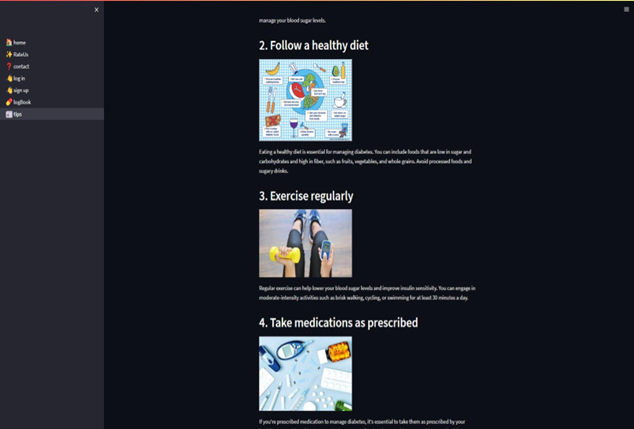 home
RateUs
contact
log in
sign up
logBook
tips
manage your blood sugar levels.
2. Follow a healthy diet
Eating a healthy diet is essential for managing diabetes. You can include foods that are low in sugar and
carbohydrates and high in fiber, such as fruits, vegetables, and whole grains. Avoid processed foods and
sugary drinks.
3. Exercise regularly
Regular exercise can help lower your blood sugar levels and improve insulin sensitivity. You can engage in
moderate-intensity activities such as brisk walking, cycling, or swimming for at least 30 minutes a day.
4. Take medications as prescribed
If you're prescribed medication to manage diabetes, it's essential to take them as prescribed by your